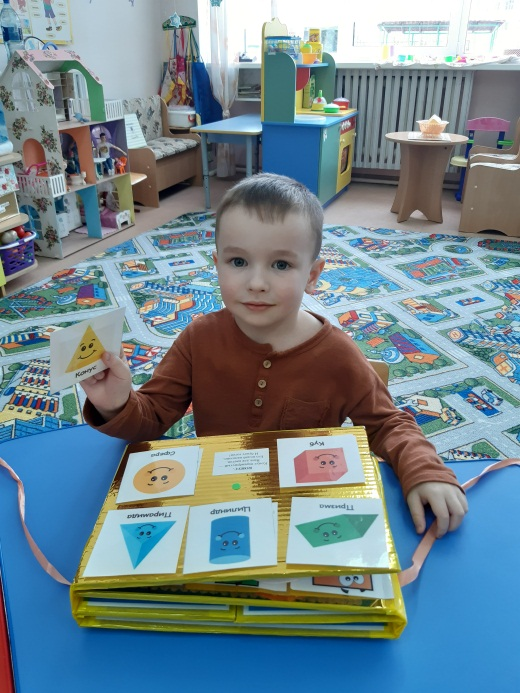 Конус
Сфера
Куб
Пирамида
Цилиндр
Призма